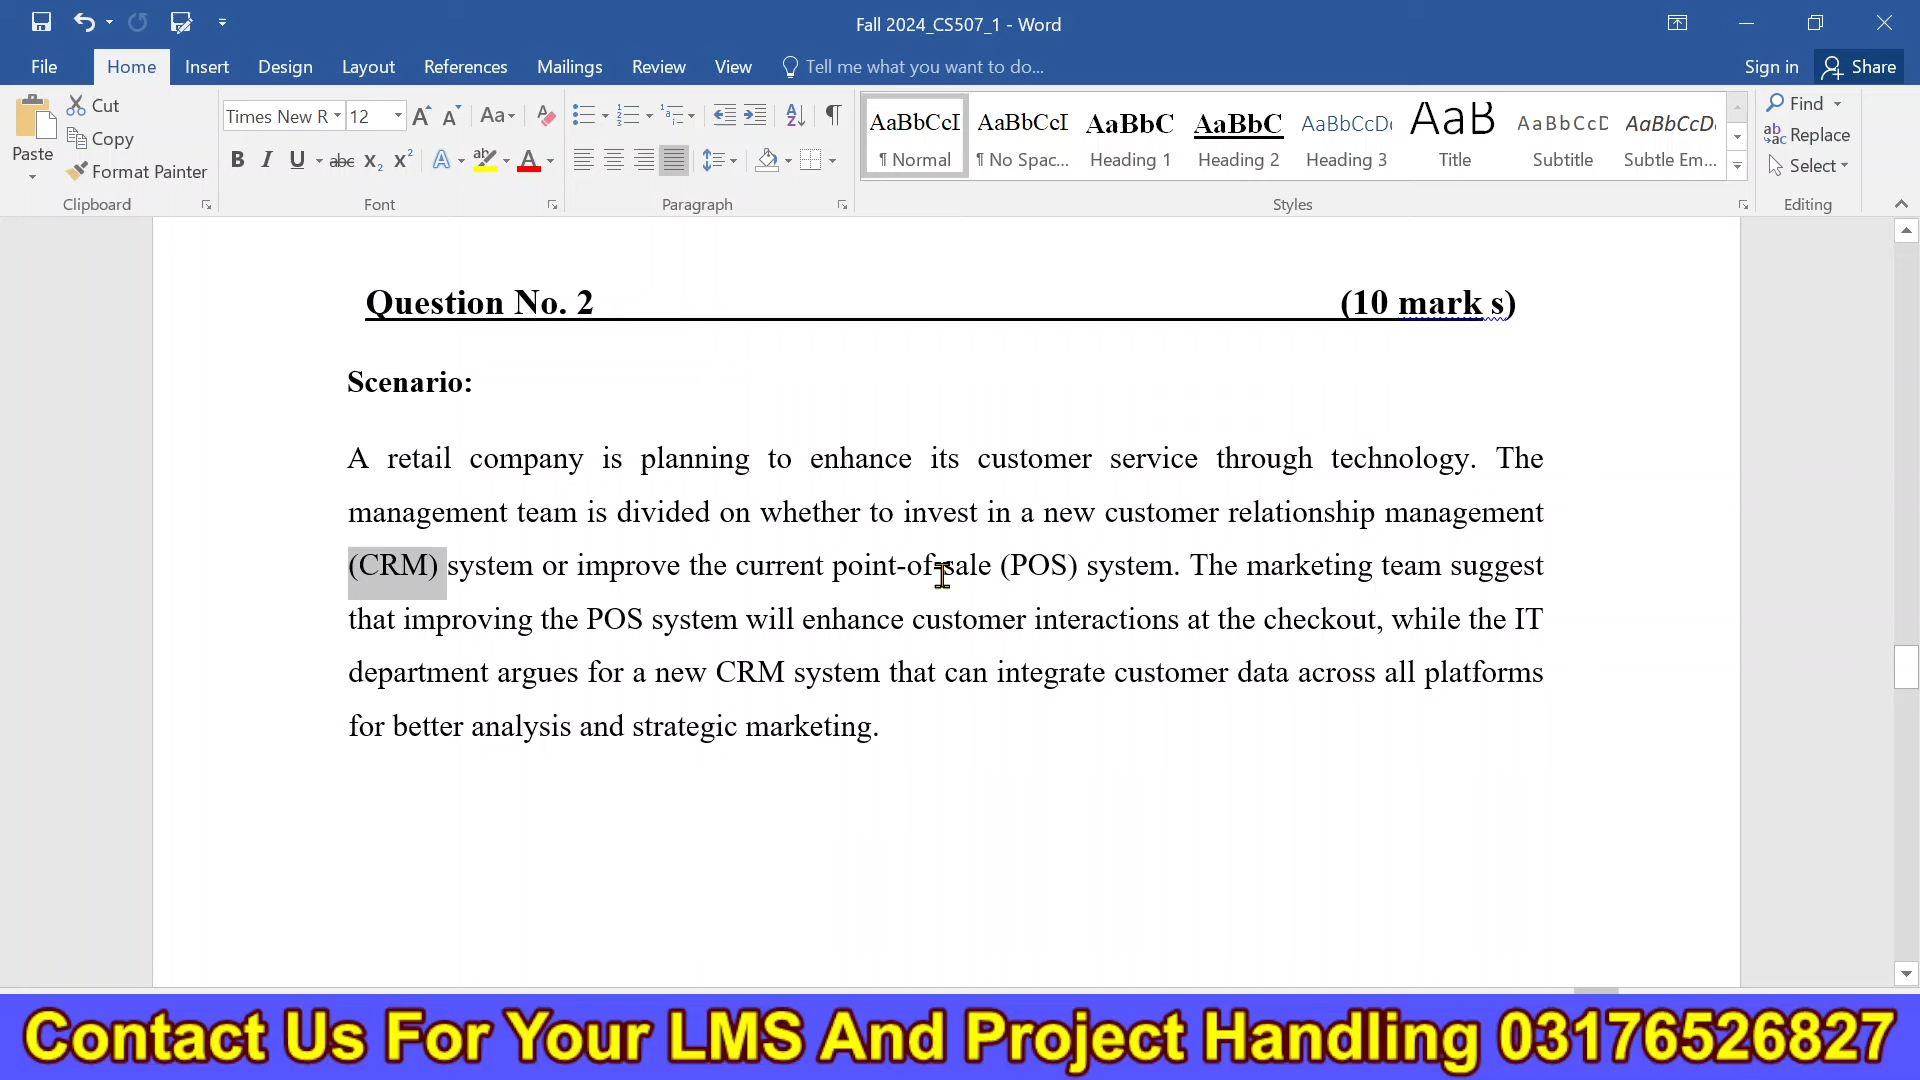 Fall 2024_CS507_1 - Word
File Home Insert Design Layout References Mailings Review View Tell me what you want to do... Sign in Share
Paste
Cut
Copy
Format Painter
Clipboard
Times New R 12
Font
Paragraph
AaBbCcI AaBbCcI AaBbC AaBbC AaBbCcD AaB AaBbCcD AaBbCcD
¶ Normal ¶ No Spac... Heading 1 Heading 2 Heading 3 Title Subtitle Subtle Em...
Styles
Find
Replace
Select
Editing
Question No. 2 (10 mark s)
Scenario:
A retail company is planning to enhance its customer service through technology. The
management team is divided on whether to invest in a new customer relationship management
(CRM) system or improve the current point-of-sale (POS) system. The marketing team suggest
that improving the POS system will enhance customer interactions at the checkout, while the IT
department argues for a new CRM system that can integrate customer data across all platforms
for better analysis and strategic marketing.
Contact Us For Your LMS And Project Handling 03176526827